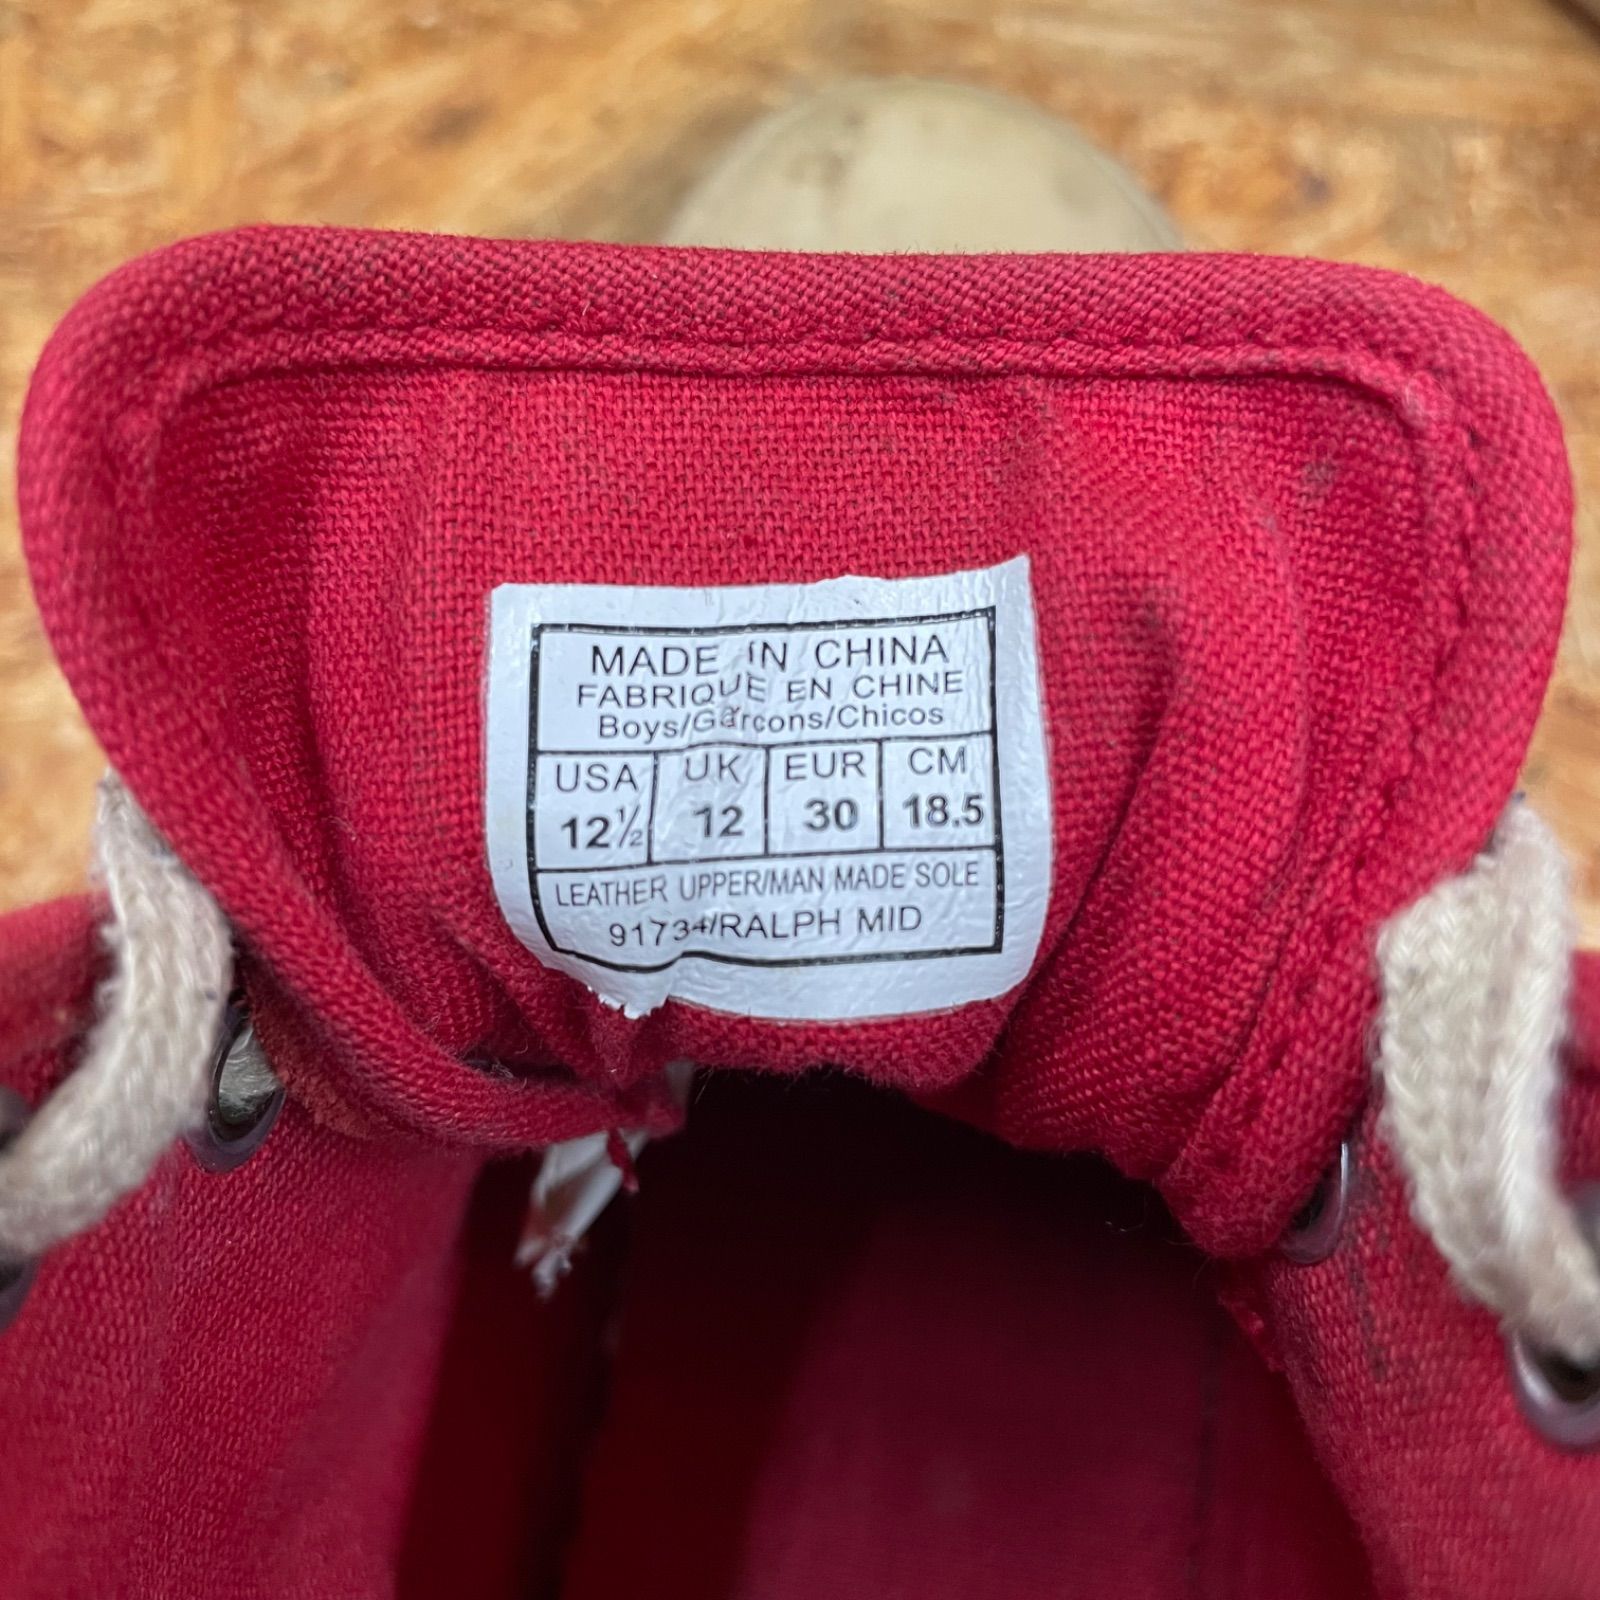 MADE IN CHINA
FABRIQUE EN CHINE
Boys/Garcons/Chicos
USA UK EUR CM
12½ 12 30 18.5
LEATHER UPPER/MAN MADE SOLE
91734/RALPH MID